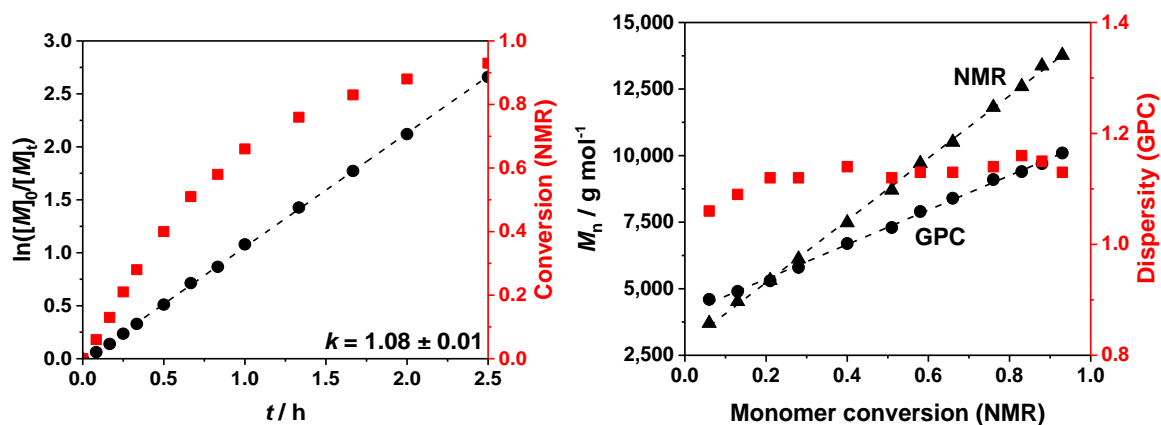 3.0
2.5
2.0
1.5
1.0
0.5
0.0
ln([M]₀/[M]ₜ)
1.0
0.8
0.6
0.4
0.2
0.0
Conversion (NMR)
k = 1.08 ± 0.01
0.0 0.5 1.0 1.5 2.0 2.5
t / h
15,000
12,500
10,000
7,500
5,000
2,500
Mₙ / g mol⁻¹
NMR
GPC
1.4
1.2
1.0
0.8
Dispersity (GPC)
0.0 0.2 0.4 0.6 0.8 1.0
Monomer conversion (NMR)